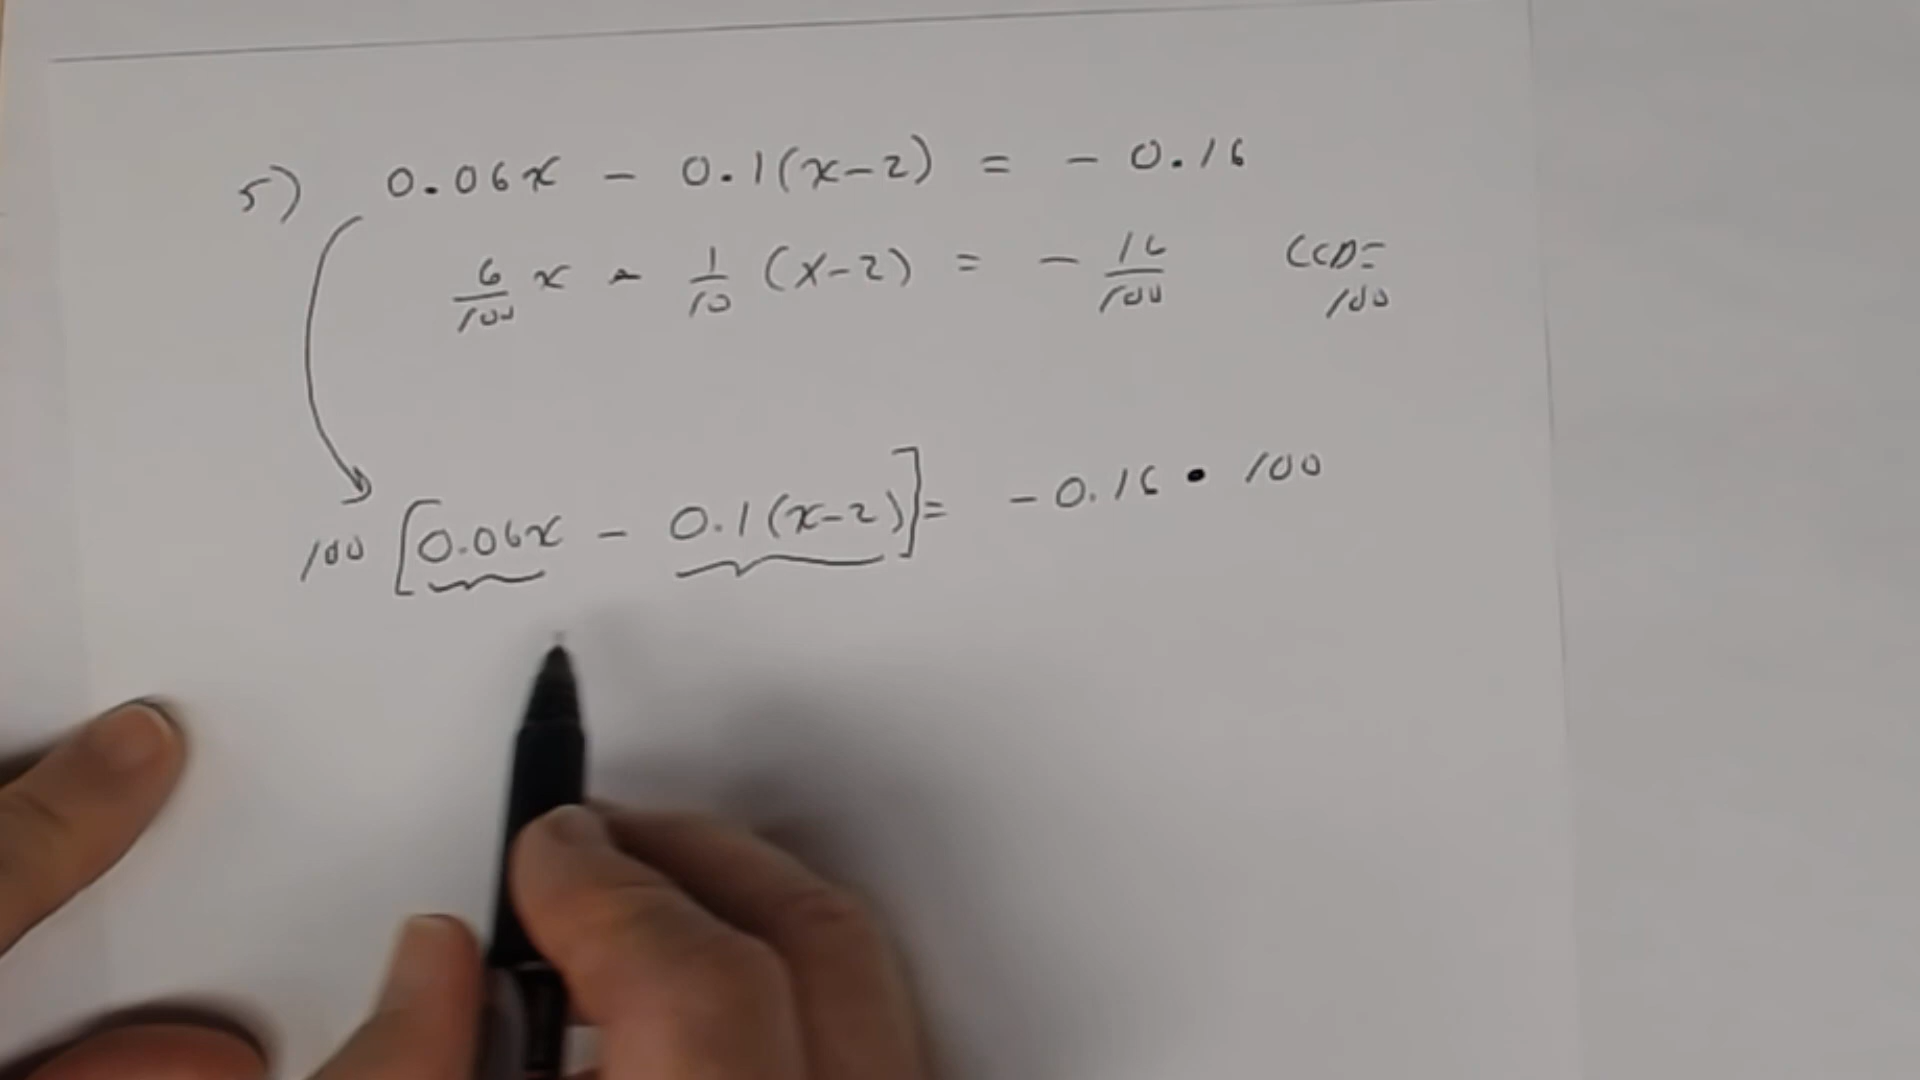 5) 0.06x - 0.1(x-2) = - 0.16
6/100 x - 1/10 (x-2) = - 16/100 LCD= 100
100 [0.06x - 0.1(x-2)] = - 0.16 • 100